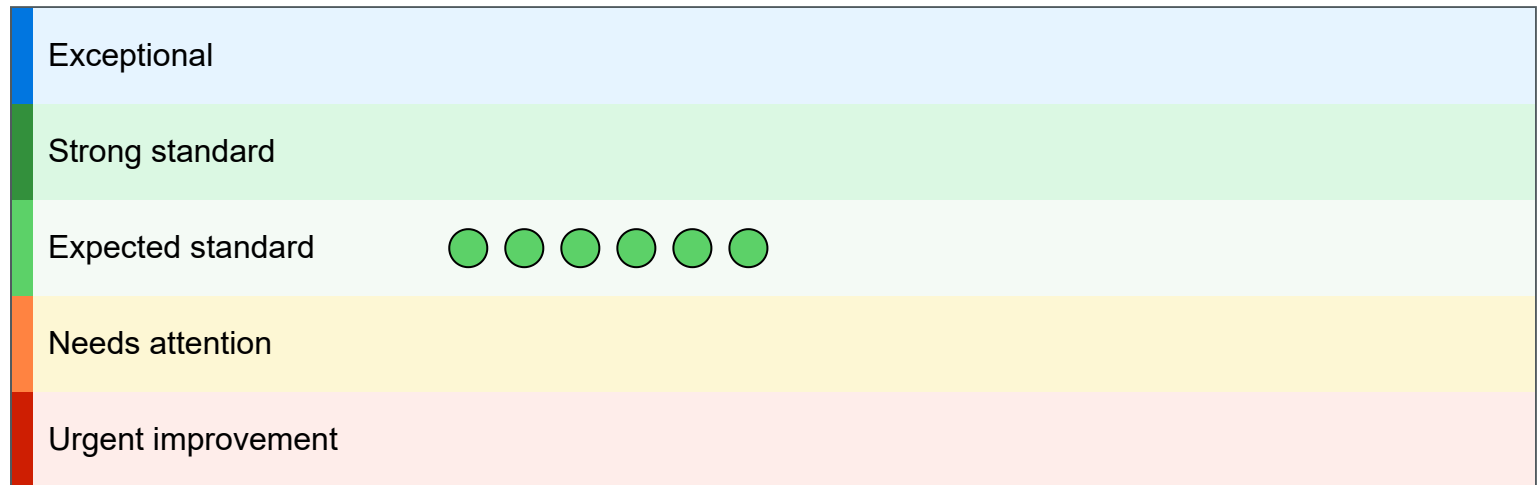 Exceptional
Strong standard
Expected standard
Needs attention
Urgent improvement